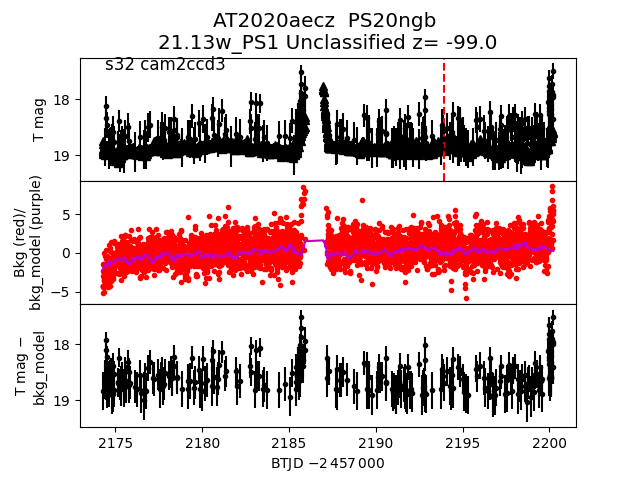 AT2020aecz  PS20ngb
21.13w_PS1 Unclassified z= -99.0
s32 cam2ccd3
T mag
18
19
Bkg (red)/
bkg_model (purple)
5
0
−5
T mag −
bkg_model
18
19
2175 2180 2185 2190 2195 2200
BTJD −2 457 000